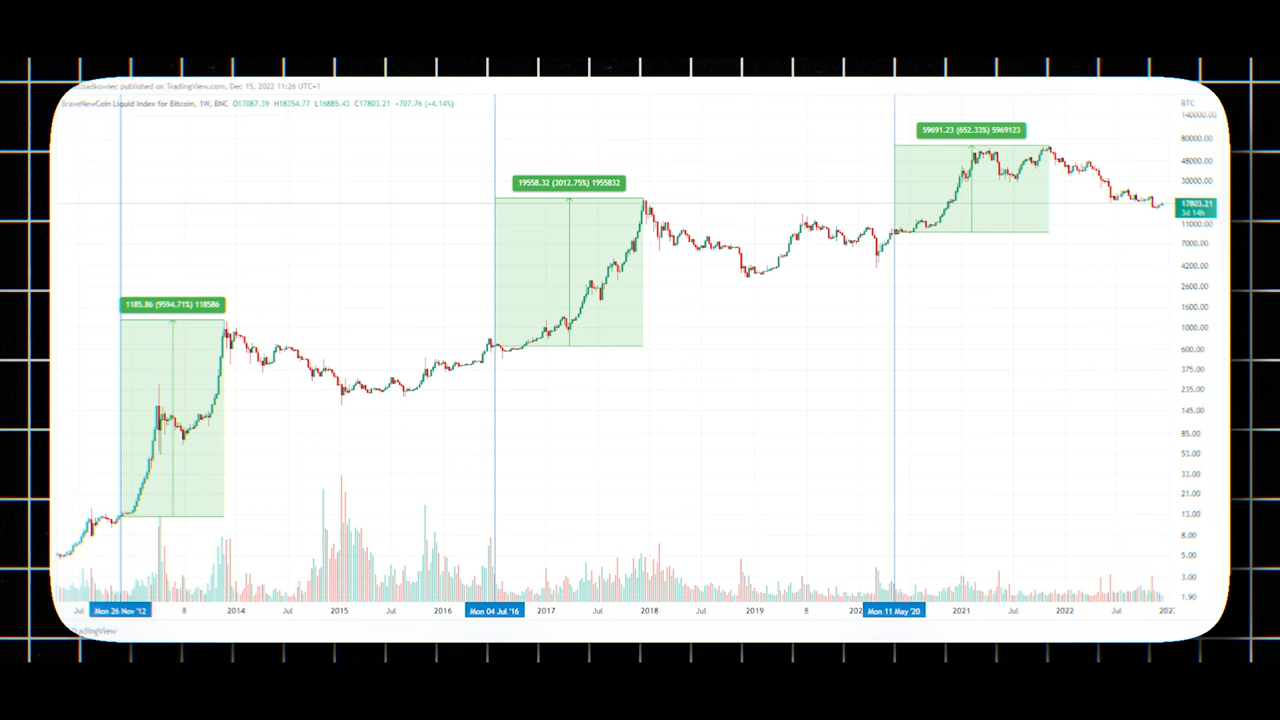 published on TradingView.com, Dec 15, 2022 11:26 UTC+1
BraveNewCoin Liquid Index for Bitcoin, 1W, BNC O17087.39 H18354.77 L16885.43 C17803.21 +707.76 (+4.14%)
BTC
140000.00
59691.23 (652.33%) 5969123
80000.00
48000.00
19558.32 (3012.75%) 1955832
30000.00
17803.21
3d 14h
11000.00
7000.00
4200.00
2600.00
1185.86 (9594.71%) 118586
1600.00
1000.00
600.00
375.00
235.00
145.00
85.00
53.00
33.00
21.00
13.00
8.00
5.00
3.00
1.90
Jul Mon 26 Nov '12 8 2014 Jul 2015 Jul 2016 Mon 04 Jul '16 2017 Jul 2018 Jul 2019 Jul Mon 11 May '20 2021 Jul 2022 Jul
TradingView